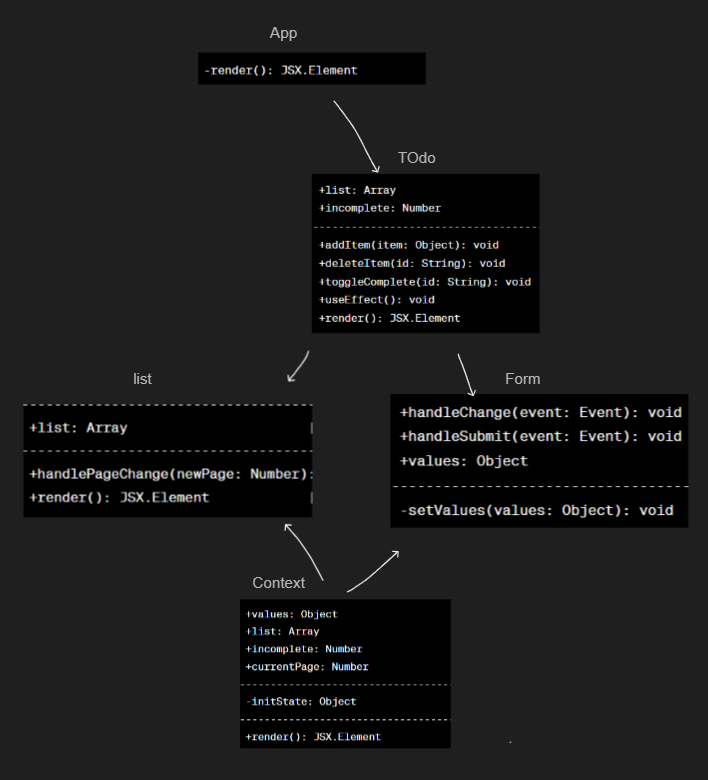 App
-render(): JSX.Element
TOdo
+list: Array
+incomplete: Number
+addItem(item: Object): void
+deleteItem(id: String): void
+toggleComplete(id: String): void
+useEffect(): void
+render(): JSX.Element
list
+list: Array
+handlePageChange(newPage: Number):
+render(): JSX.Element
Form
+handleChange(event: Event): void
+handleSubmit(event: Event): void
+values: Object
-setValues(values: Object): void
Context
+values: Object
+list: Array
+incomplete: Number
+currentPage: Number
-initState: Object
+render(): JSX.Element